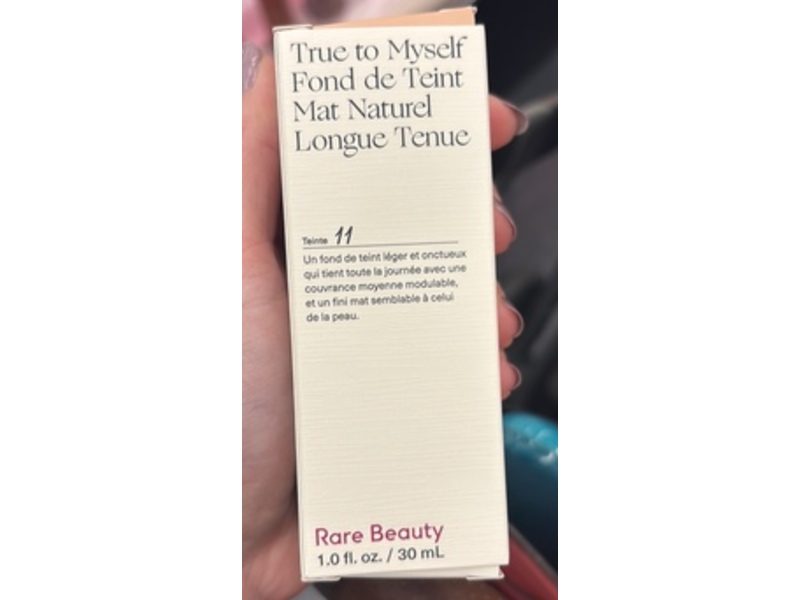 True to Myself
Fond de Teint
Mat Naturel
Longue Tenue
Teinte 11
Un fond de teint léger et onctueux
qui tient toute la journée avec une
couvrance moyenne modulable,
et un fini mat semblable à celui
de la peau.
Rare Beauty
1.0 fl. oz. / 30 mL